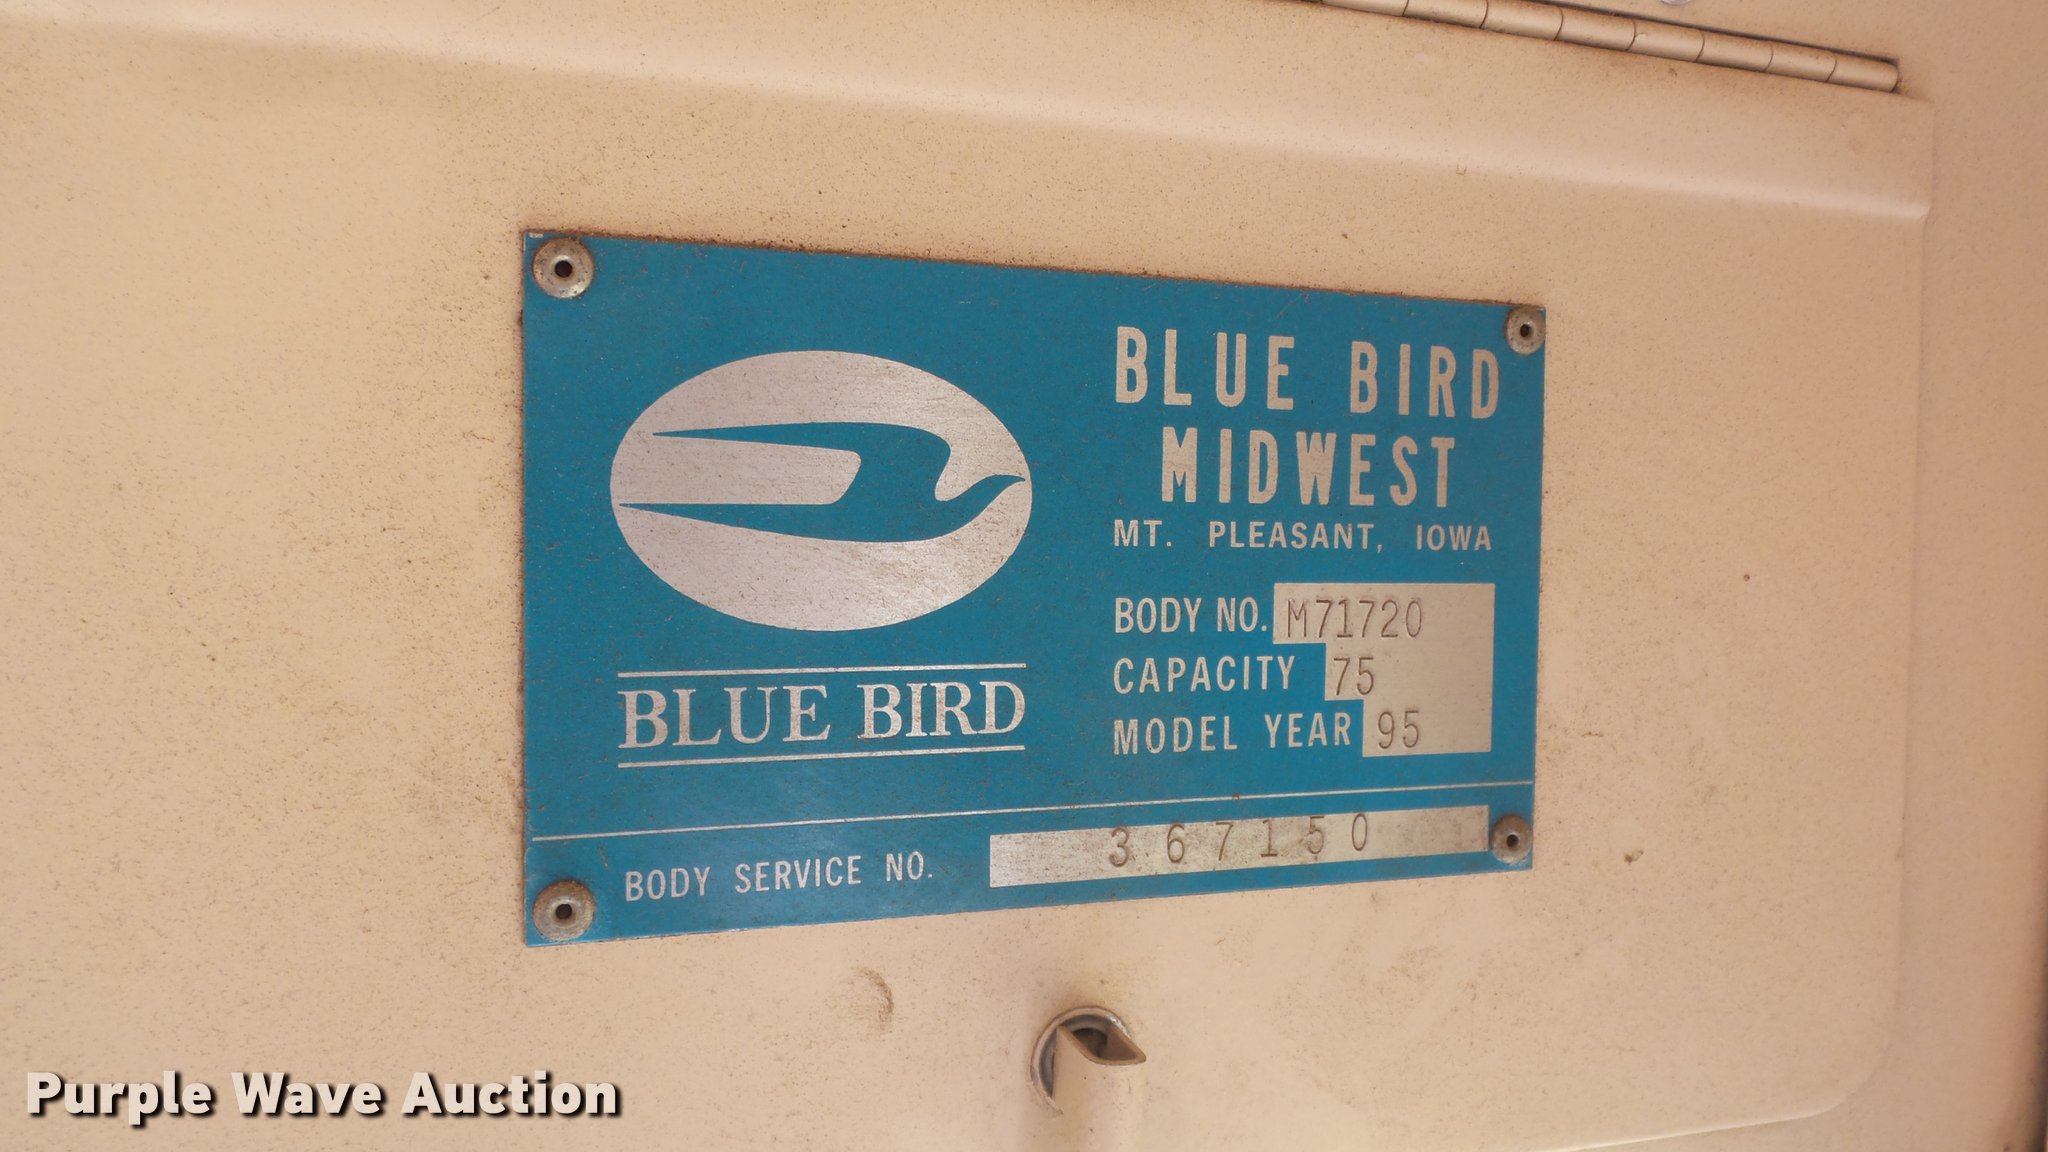 BLUE BIRD
MIDWEST
MT. PLEASANT, IOWA
BODY NO. M71720
CAPACITY 75
MODEL YEAR 95
BLUE BIRD
BODY SERVICE NO. 367150
Purple Wave Auction